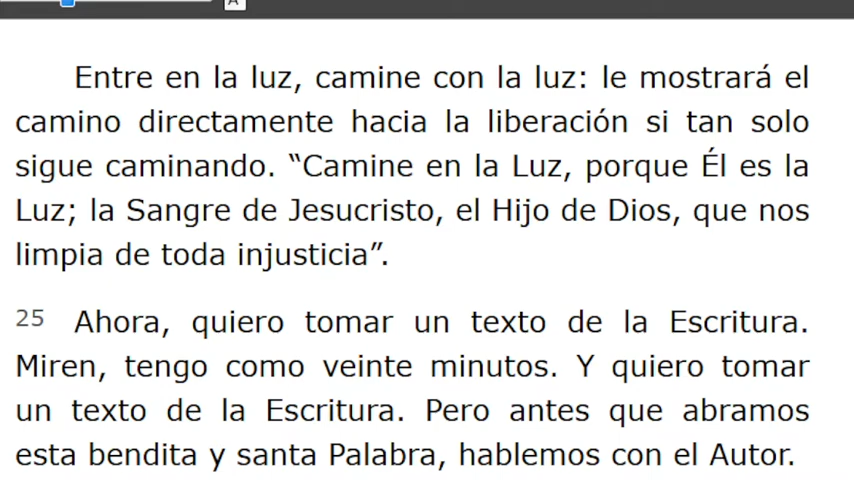 A
Entre en la luz, camine con la luz: le mostrará el
camino directamente hacia la liberación si tan solo
sigue caminando. “Camine en la Luz, porque Él es la
Luz; la Sangre de Jesucristo, el Hijo de Dios, que nos
limpia de toda injusticia”.
25 Ahora, quiero tomar un texto de la Escritura.
Miren, tengo como veinte minutos. Y quiero tomar
un texto de la Escritura. Pero antes que abramos
esta bendita y santa Palabra, hablemos con el Autor.